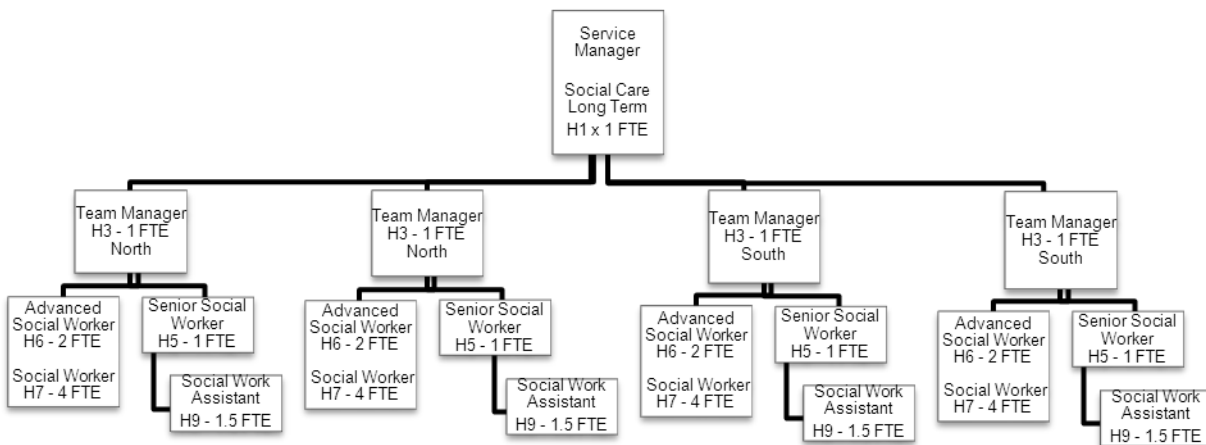 Service
Manager
Social Care
Long Term
H1 x 1 FTE
Team Manager
H3 - 1 FTE
North
Advanced
Social Worker
H6 - 2 FTE
Social Worker
H7 - 4 FTE
Senior Social
Worker
H5 - 1 FTE
Social Work
Assistant
H9 - 1.5 FTE
Team Manager
H3 - 1 FTE
North
Advanced
Social Worker
H6 - 2 FTE
Social Worker
H7 - 4 FTE
Senior Social
Worker
H5 - 1 FTE
Social Work
Assistant
H9 - 1.5 FTE
Team Manager
H3 - 1 FTE
South
Advanced
Social Worker
H6 - 2 FTE
Social Worker
H7 - 4 FTE
Senior Social
Worker
H5 - 1 FTE
Social Work
Assistant
H9 - 1.5 FTE
Team Manager
H3 - 1 FTE
South
Advanced
Social Worker
H6 - 2 FTE
Social Worker
H7 - 4 FTE
Senior Social
Worker
H5 - 1 FTE
Social Work
Assistant
H9 - 1.5 FTE